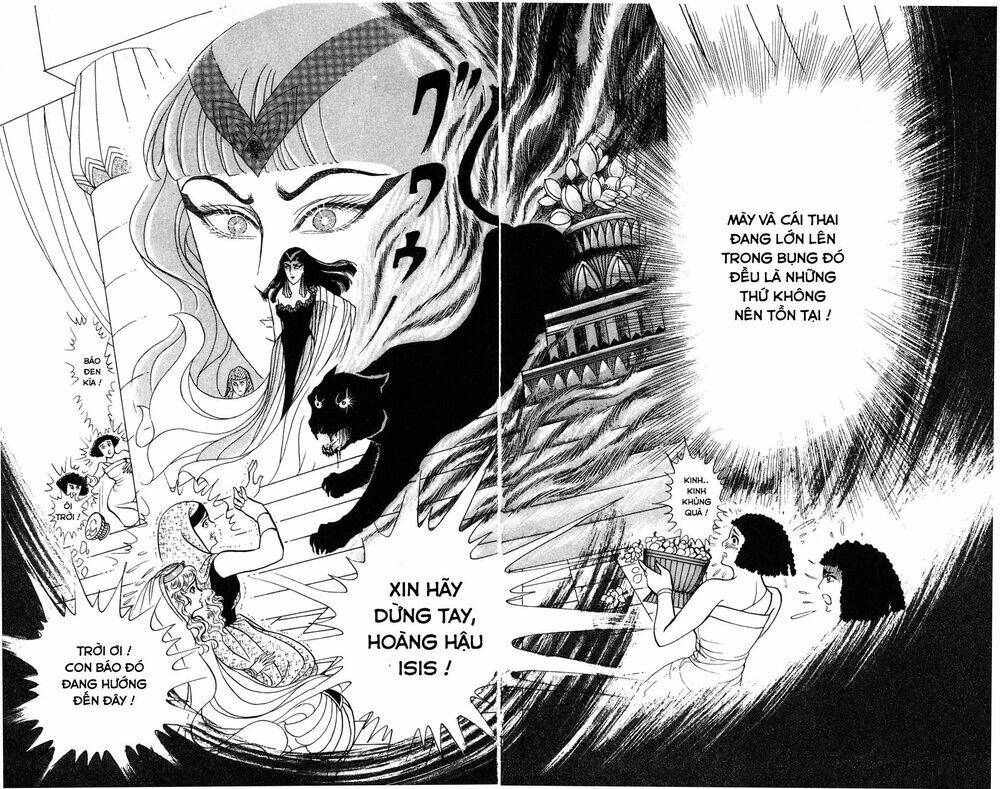 MÀY VÀ CÁI THAI
ĐANG LỚN LÊN
TRONG BỤNG ĐÓ
ĐỀU LÀ NHỮNG
THỨ KHÔNG
NÊN TỒN TẠI !
グ
ウ
ゥ
KINH..
KINH
KHỦNG
QUÁ !
BÁO
ĐEN
KÌA !
ÔI
TRỜI !
XIN HÃY
DỪNG TAY,
HOÀNG HẬU
ISIS !
TRỜI ƠI !
CON BÁO ĐÓ
ĐANG HƯỚNG
ĐẾN ĐÂY !